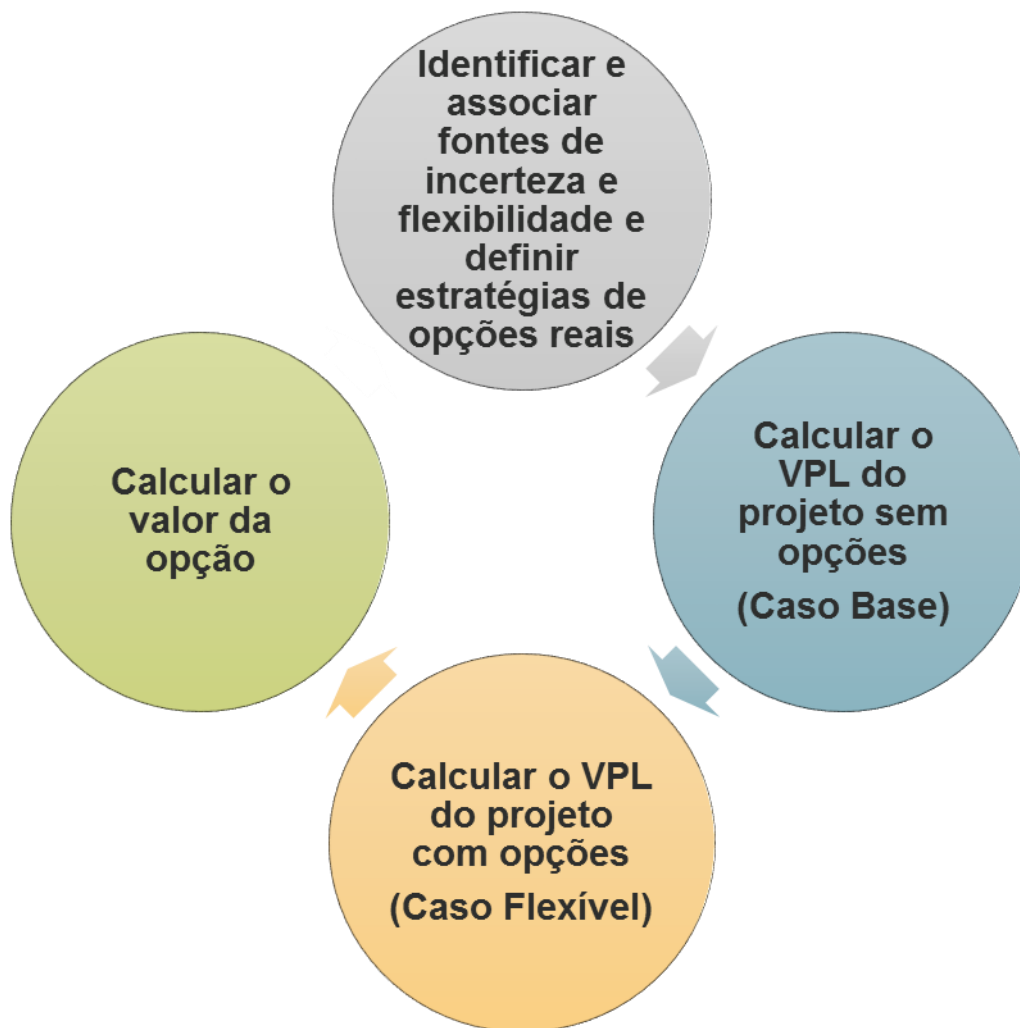 Identificar e
associar
fontes de
incerteza e
flexibilidade e
definir
estratégias de
opções reais
Calcular o
VPL do
projeto sem
opções
(Caso Base)
Calcular o VPL
do projeto
com opções
(Caso Flexível)
Calcular o
valor da
opção